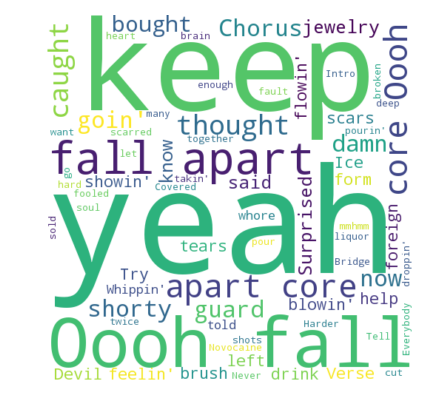 bought Chorus jewelry
caught keep core Oooh
heart brain enough flowin' Intro broken deep
goin' thought scars
want many fault
scarred together pourin'
fall apart damn
let know
go hard showin' takin' said Ice
fooled Covered form
soul whore Surprised foreign
yeah mmhmm
sold tears liquor
Bridge droppin'
Try apart core now
Whippin' blowin' help
shorty guard Harder
twice told Tell
Oooh fall Everybody
shots
Novocaine left
Devil feelin' brush Never drink Verse cut
pour